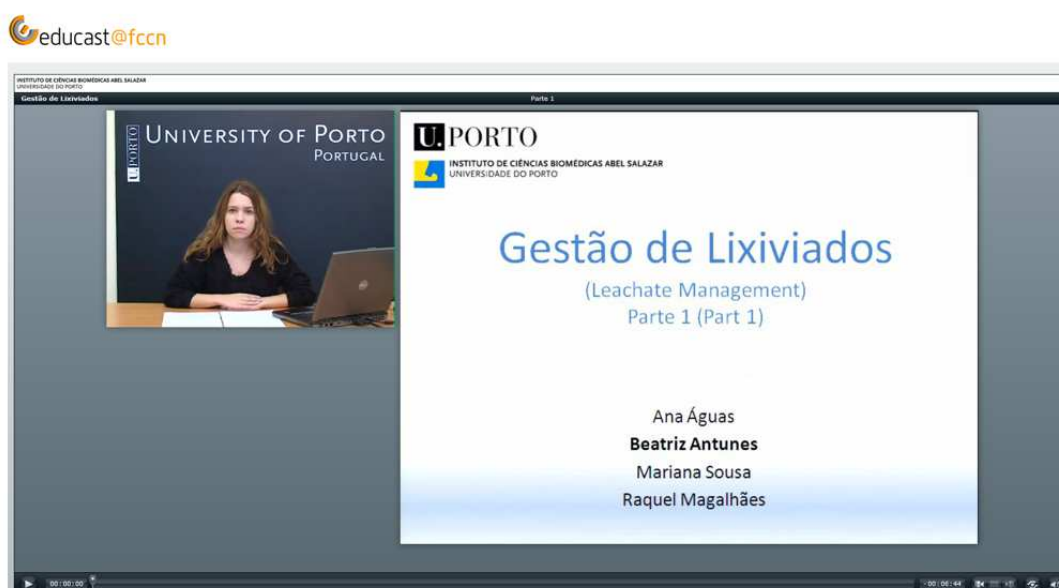 educast@fccn
INSTITUTO DE CIÊNCIAS BIOMÉDICAS ABEL SALAZAR
UNIVERSIDADE DO PORTO
Gestão de Lixiviados
Parte 1
U.PORTO
UNIVERSITY OF PORTO
PORTUGAL
U.PORTO
INSTITUTO DE CIÊNCIAS BIOMÉDICAS ABEL SALAZAR
UNIVERSIDADE DO PORTO
Gestão de Lixiviados
(Leachate Management)
Parte 1 (Part 1)
Ana Águas
Beatriz Antunes
Mariana Sousa
Raquel Magalhães
00:00:00
00:06:44